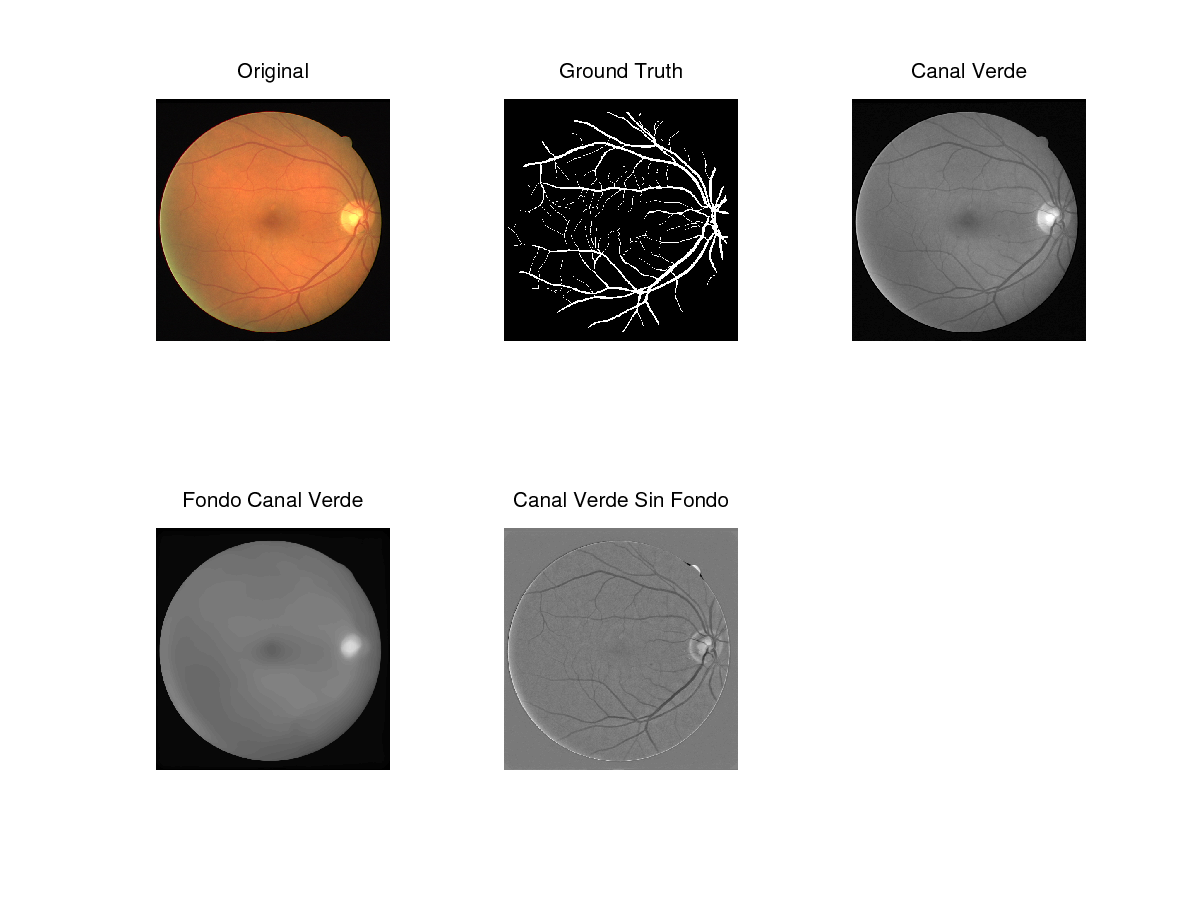 Original
Ground Truth
Canal Verde
Fondo Canal Verde
Canal Verde Sin Fondo